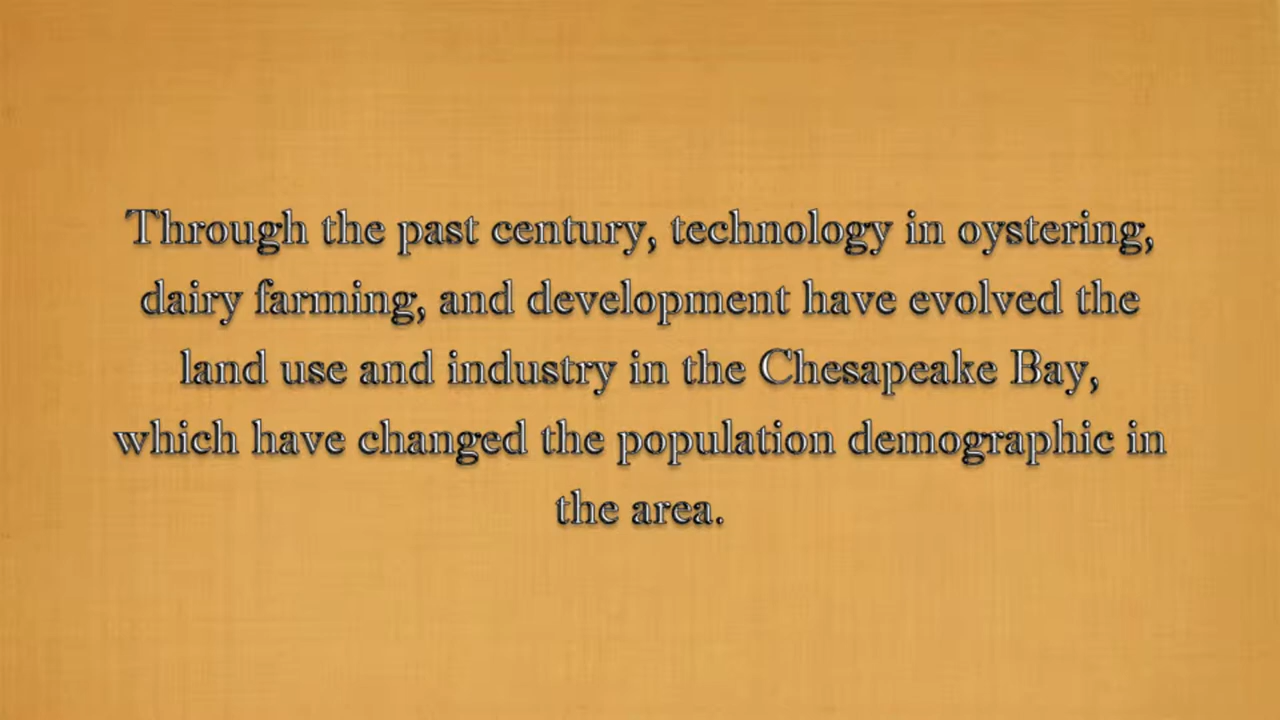 Through the past century, technology in oystering,
dairy farming, and development have evolved the
land use and industry in the Chesapeake Bay,
which have changed the population demographic in
the area.